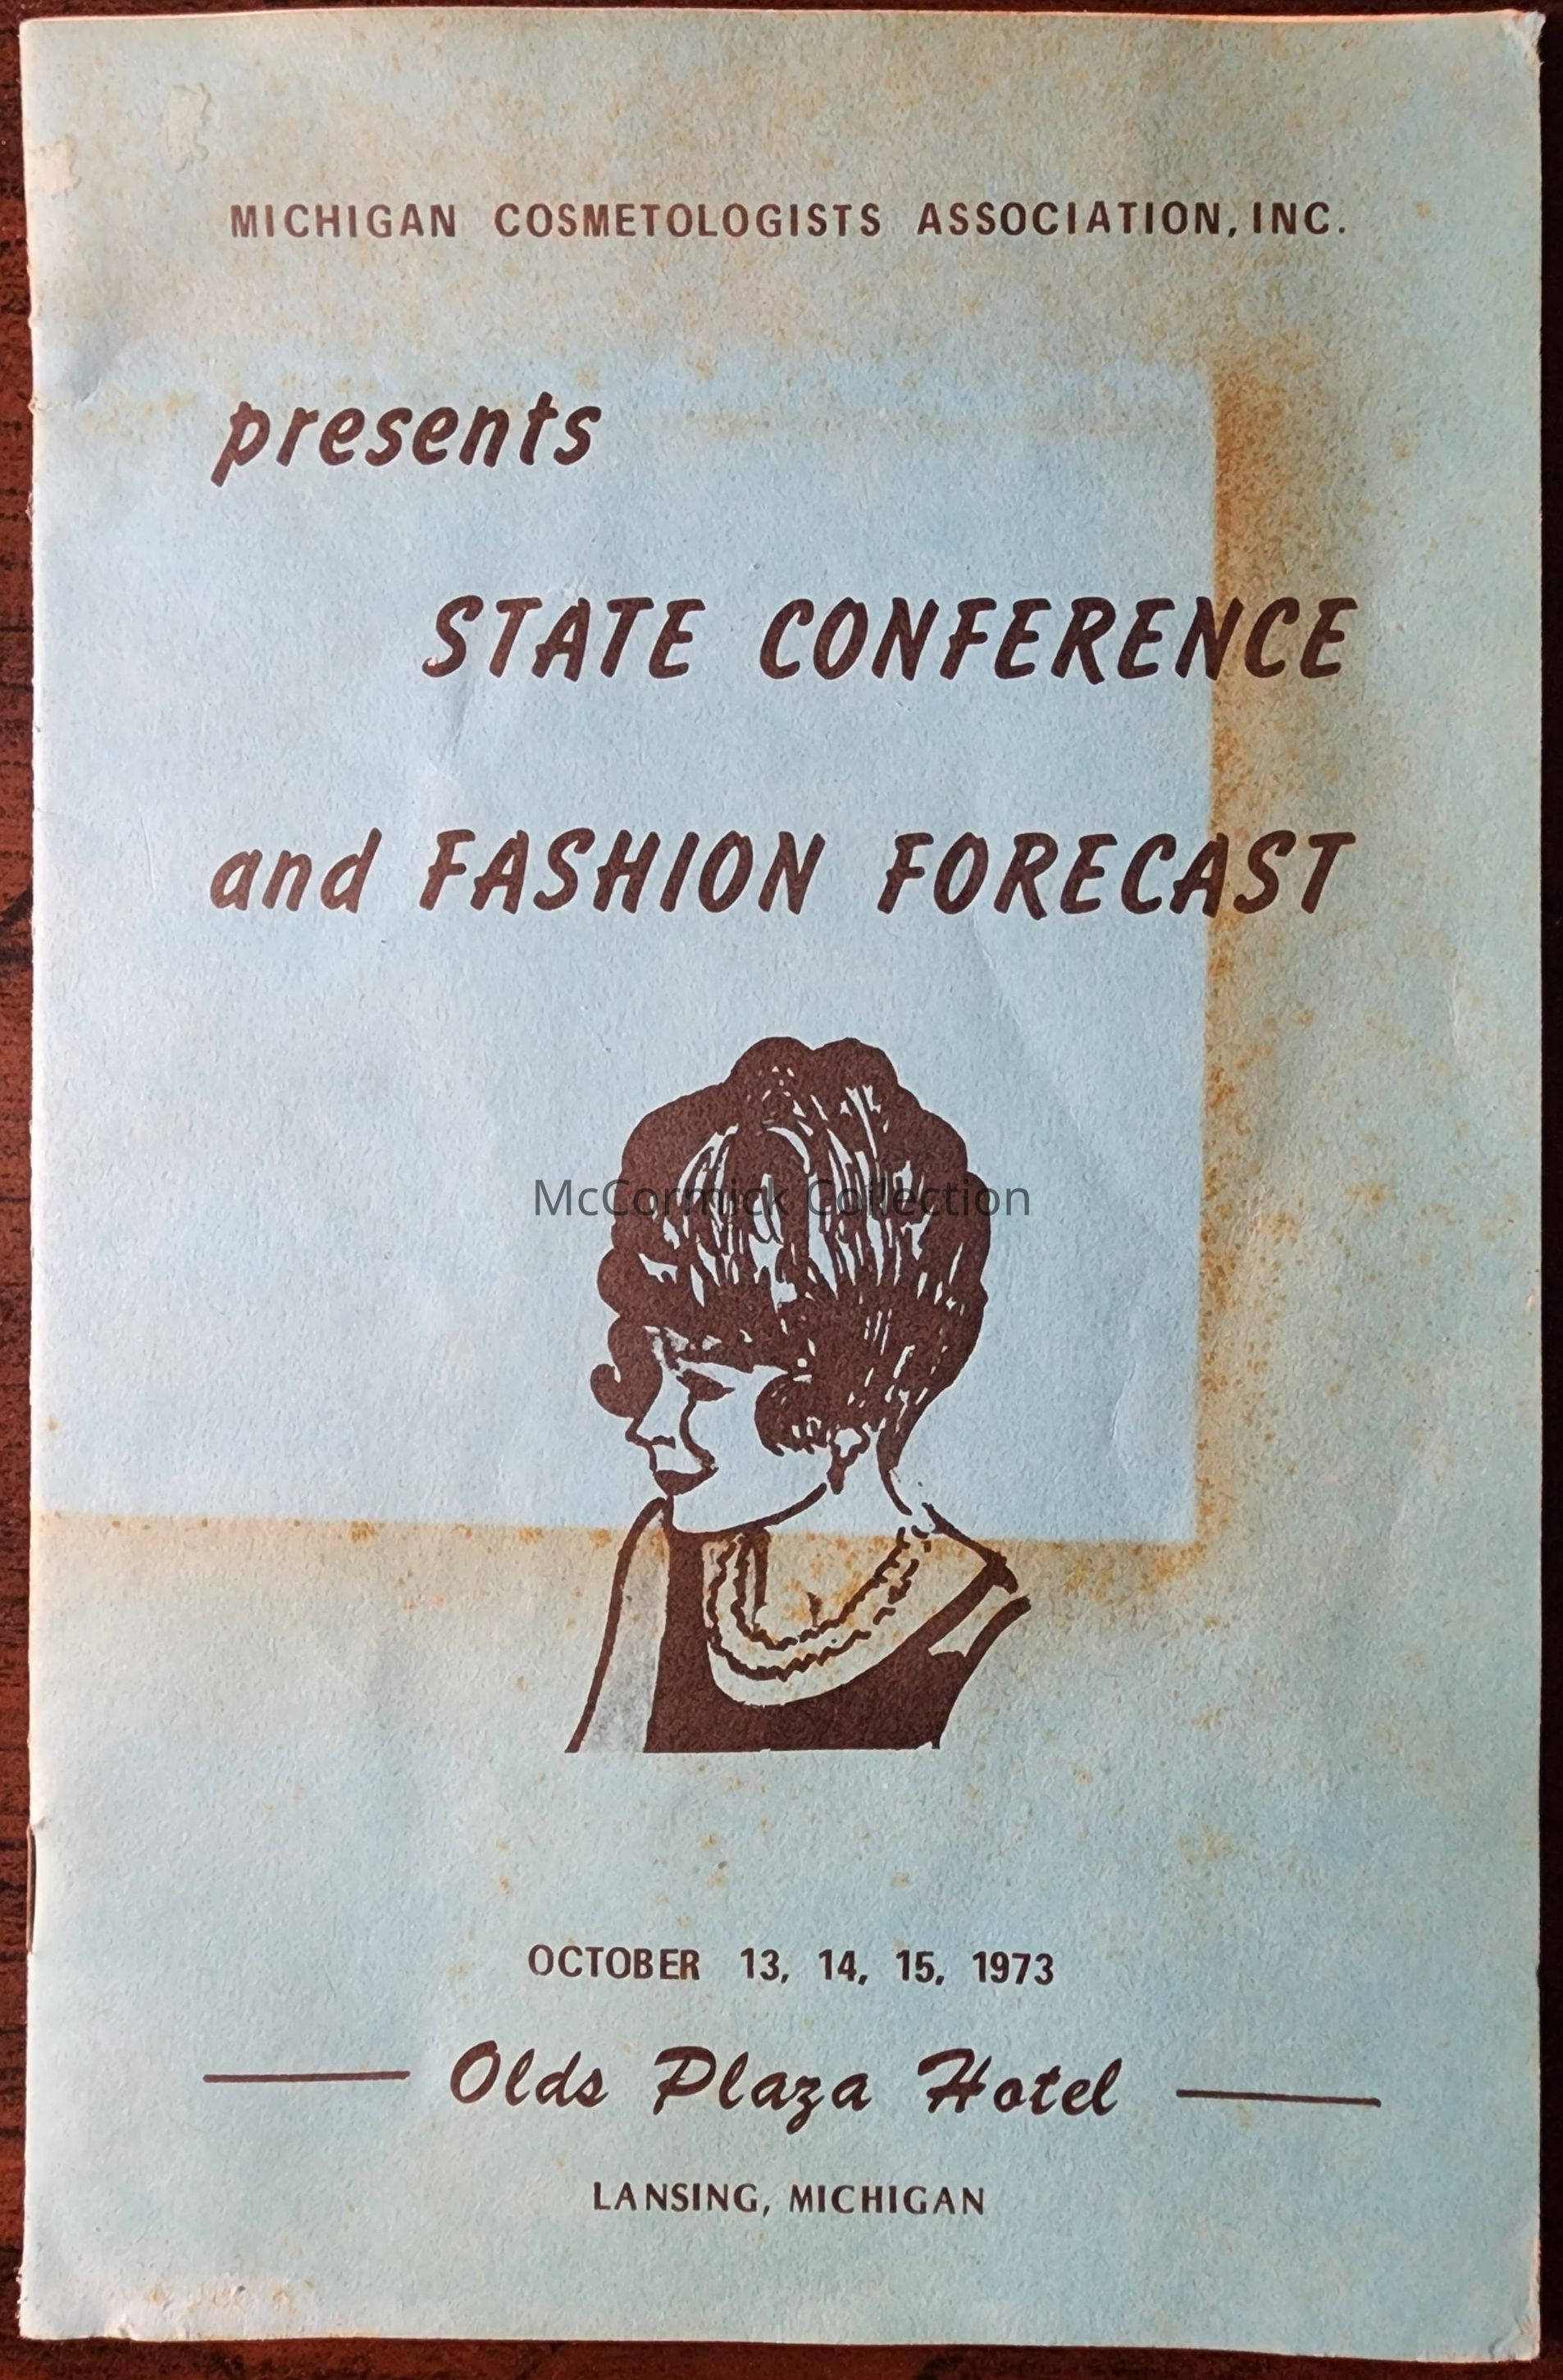 MICHIGAN COSMETOLOGISTS ASSOCIATION, INC.
presents
STATE CONFERENCE
and FASHION FORECAST
McCormick Collection
OCTOBER 13, 14, 15, 1973
Olds Plaza Hotel
LANSING, MICHIGAN